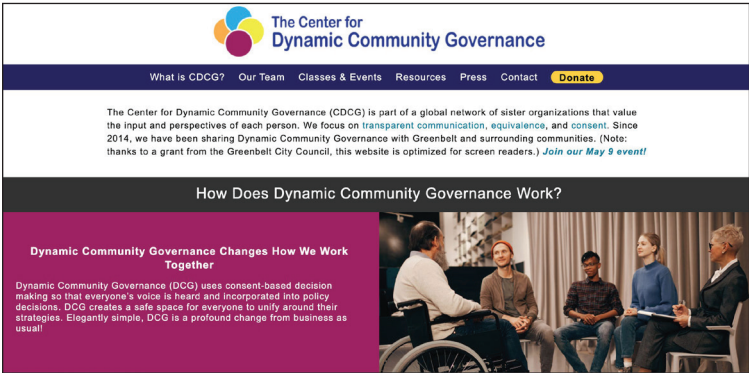 The Center for
Dynamic Community Governance
What is CDCG? Our Team Classes & Events Resources Press Contact Donate
The Center for Dynamic Community Governance (CDCG) is part of a global network of sister organizations that value
the input and perspectives of each person. We focus on transparent communication, equivalence, and consent. Since
2014, we have been sharing Dynamic Community Governance with Greenbelt and surrounding communities. (Note:
thanks to a grant from the Greenbelt City Council, this website is optimized for screen readers.) Join our May 9 event!
How Does Dynamic Community Governance Work?
Dynamic Community Governance Changes How We Work
Together
Dynamic Community Governance (DCG) uses consent-based decision
making so that everyone's voice is heard and incorporated into policy
decisions. DCG creates a safe space for everyone to unify around their
strategies. Elegantly simple, DCG is a profound change from business as
usual!